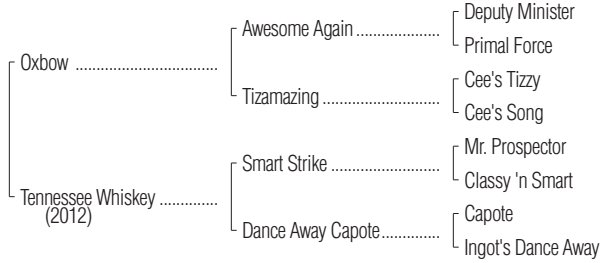 Deputy Minister
Awesome Again ....................
Primal Force
Oxbow ..................................
Cee's Tizzy
Tizamazing ............................
Cee's Song
Mr. Prospector
Smart Strike ..........................
Classy 'n Smart
Tennessee Whiskey ..............
(2012)
Capote
Dance Away Capote..............
Ingot's Dance Away